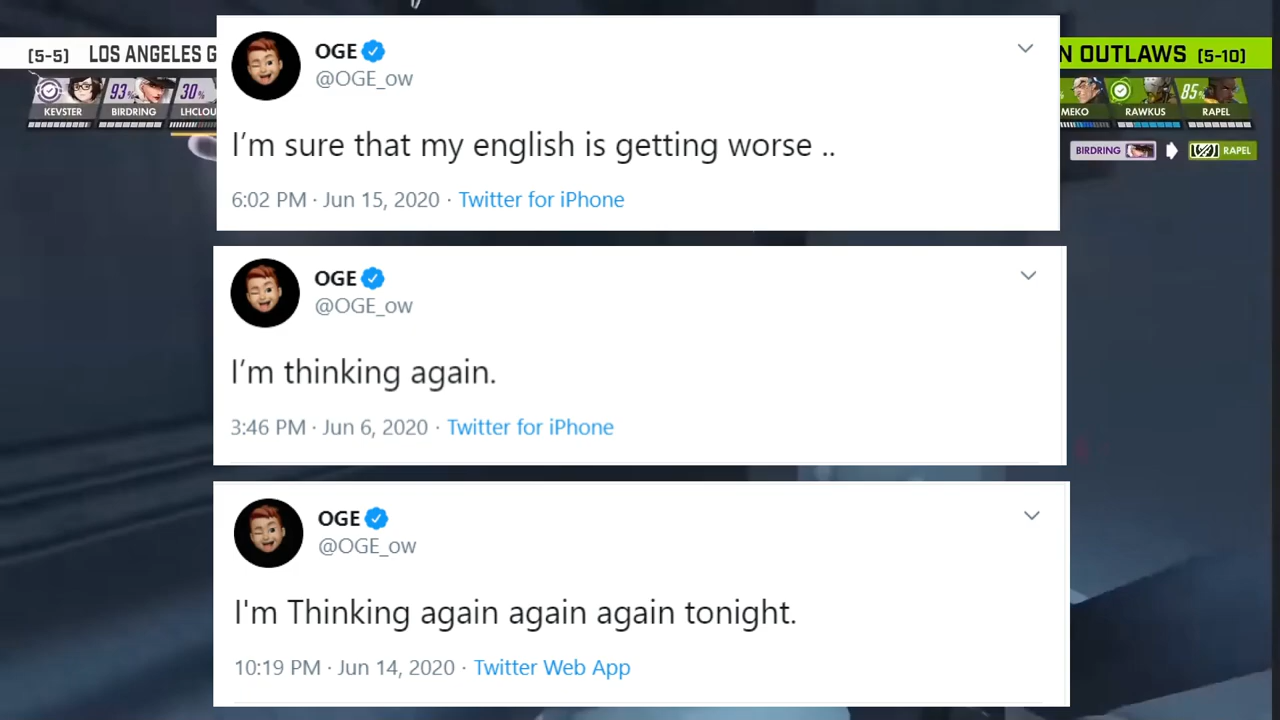 [5-5] LOS ANGELES G
N OUTLAWS [5-10]
93%
30%
85%
KEVSTER
BIRDRING
LHCLOU
MEKO
RAWKUS
RAPEL
BIRDRING
RAPEL
OGE
@OGE_ow
I’m sure that my english is getting worse ..
6:02 PM · Jun 15, 2020 · Twitter for iPhone
OGE
@OGE_ow
I’m thinking again.
3:46 PM · Jun 6, 2020 · Twitter for iPhone
OGE
@OGE_ow
I'm Thinking again again again tonight.
10:19 PM · Jun 14, 2020 · Twitter Web App